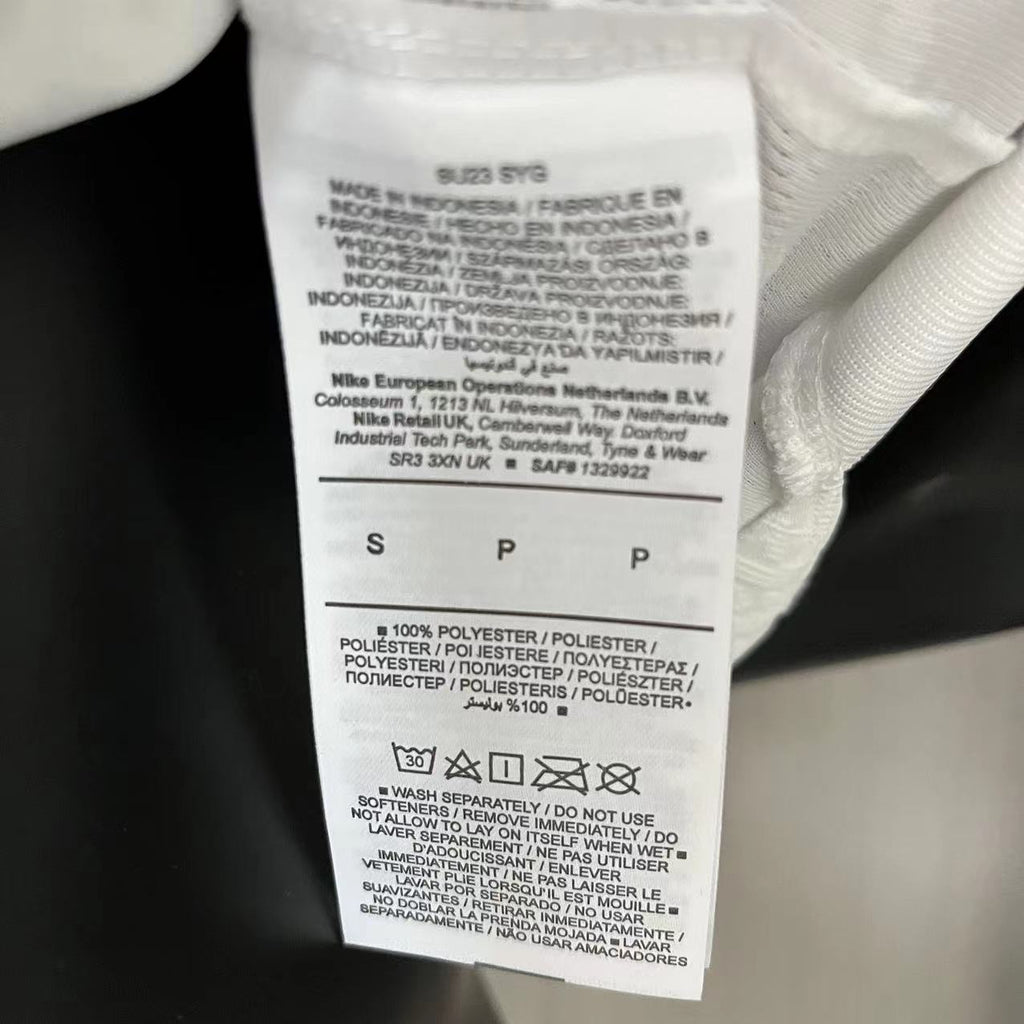 SU23 SYG
MADE IN INDONESIA / FABRIQUE EN
INDONESIE / HECHO EN INDONESIA /
FABRICADO NA INDONÉSIA / СДЕЛАНО В
ИНДОНЕЗИИ / SZÁRMAZÁSI ORSZÁG:
INDONÉZIA / ZEMLJA PROIZVODNJE:
INDONEZIJA / DRŽAVA PROIZVODNJE:
INDONEZIJA / ПРОИЗВЕДЕНО В ИНДОНЕЗИЯ /
FABRICAT ÎN INDONEZIA / RAŽOTS:
INDONĒZIJĀ / ENDONEZYA'DA YAPILMISTIR /
صنع في اندونيسيا
Nike European Operations Netherlands B.V.
Colosseum 1, 1213 NL Hilversum, The Netherlands
Nike Retail UK, Camberwell Way, Doxford
Industrial Tech Park, Sunderland, Tyne & Wear
SR3 3XN UK ■ SAF# 1329922
S P P
■ 100% POLYESTER / POLIESTER /
POLIÉSTER / POLIESTERE / ΠΟΛΥΕΣΤΕΡΑΣ /
POLYESTERI / ПОЛИЭСТЕР / POLIÉSZTER /
ПОЛИЕСТЕР / POLIESTERIS / POLÜESTER•
100% بوليستر ■
30
■ WASH SEPARATELY / DO NOT USE
SOFTENERS / REMOVE IMMEDIATELY / DO
NOT ALLOW TO LAY ON ITSELF WHEN WET ■
LAVER SEPAREMENT / NE PAS UTILISER
D'ADOUCISSANT / ENLEVER
IMMEDIATEMENT / NE PAS LAISSER LE
VETEMENT PLIE LORSQU'IL EST MOUILLE ■
LAVAR POR SEPARADO / NO USAR
SUAVIZANTES / RETIRAR INMEDIATAMENTE /
NO DOBLAR LA PRENDA MOJADA ■ LAVAR
SEPARADAMENTE / NÃO USAR AMACIADORES